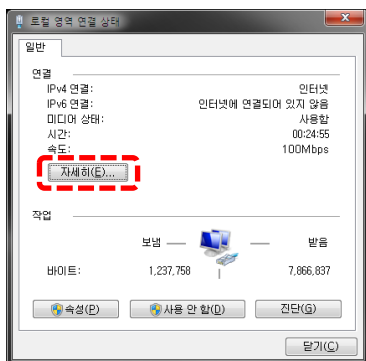 로컬 영역 연결 상태
일반
연결
IPv4 연결: 인터넷
IPv6 연결: 인터넷에 연결되어 있지 않음
미디어 상태: 사용함
시간: 00:24:55
속도: 100Mbps
자세히(E)...
작업
보냄 받음
바이트: 1,237,758 7,866,837
속성(P) 사용 안 함(D) 진단(G)
닫기(C)